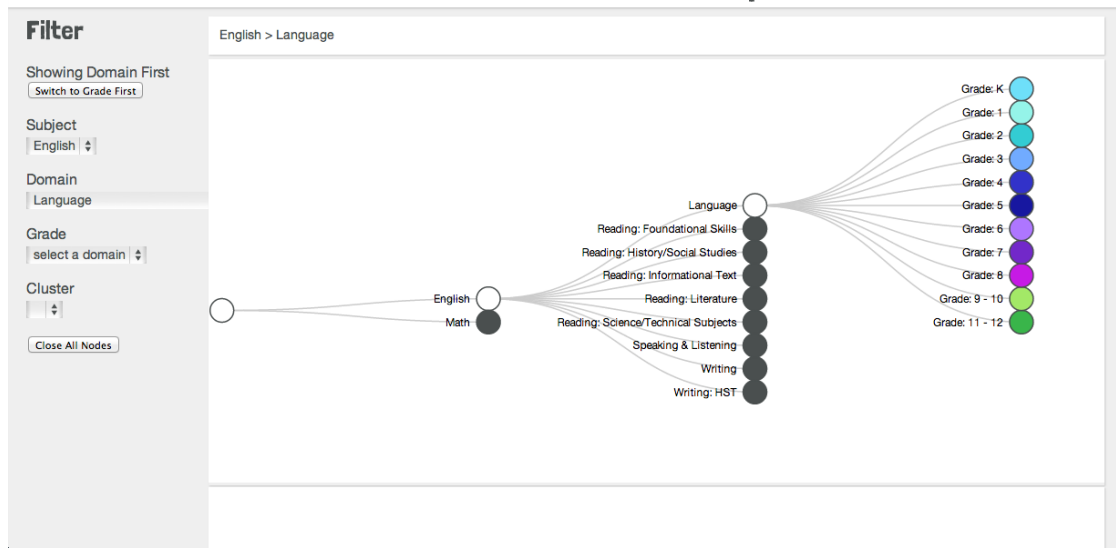 Filter
Showing Domain First
Switch to Grade First
Subject
English
Domain
Language
Grade
select a domain
Cluster
Close All Nodes
English > Language
English
Math
Language
Reading: Foundational Skills
Reading: History/Social Studies
Reading: Informational Text
Reading: Literature
Reading: Science/Technical Subjects
Speaking & Listening
Writing
Writing: HST
Grade: K
Grade: 1
Grade: 2
Grade: 3
Grade: 4
Grade: 5
Grade: 6
Grade: 7
Grade: 8
Grade: 9 - 10
Grade: 11 - 12